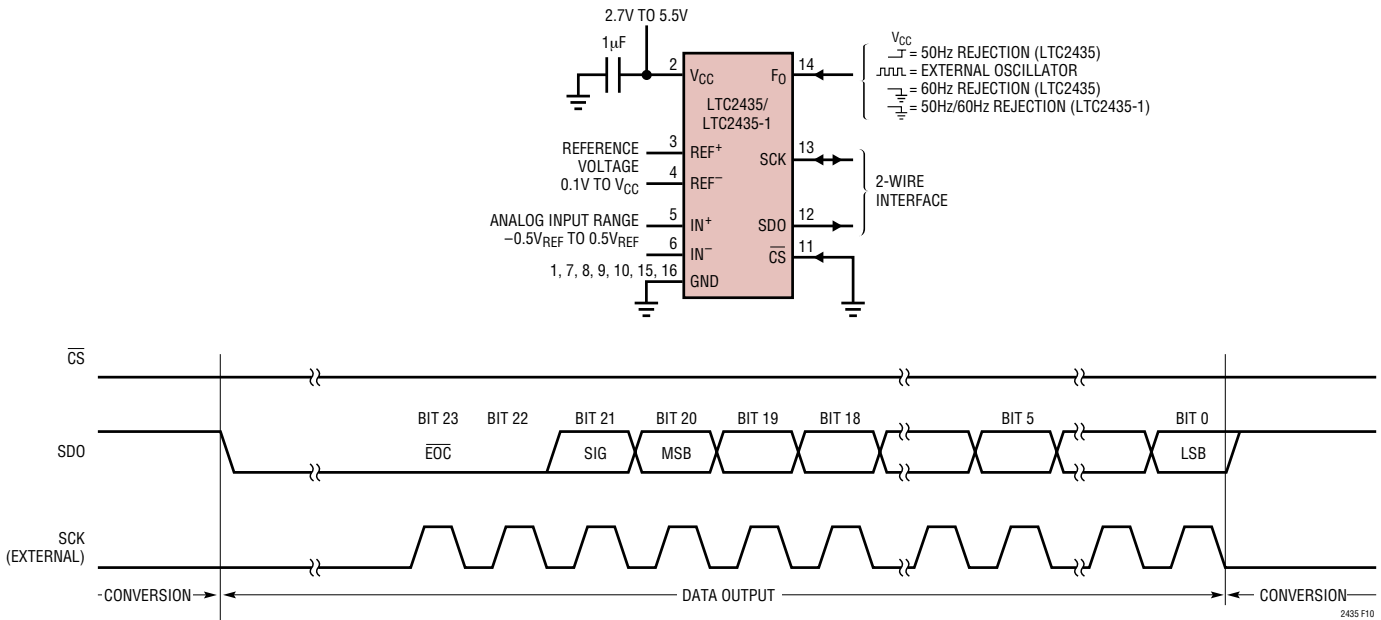 2.7V TO 5.5V
1µF
2
VCC
LTC2435/
LTC2435-1
FO
14
VCC
= 50Hz REJECTION (LTC2435)
= EXTERNAL OSCILLATOR
= 60Hz REJECTION (LTC2435)
= 50Hz/60Hz REJECTION (LTC2435-1)
REFERENCE
VOLTAGE
0.1V TO VCC
3
REF+
4
REF−
SCK
13
2-WIRE
INTERFACE
ANALOG INPUT RANGE
−0.5VREF TO 0.5VREF
5
IN+
6
IN−
SDO
12
CS
11
1, 7, 8, 9, 10, 15, 16
GND
CS
BIT 23 BIT 22 BIT 21 BIT 20 BIT 19 BIT 18 BIT 5 BIT 0
SDO
EOC SIG MSB LSB
SCK
(EXTERNAL)
CONVERSION DATA OUTPUT CONVERSION
2435 F10